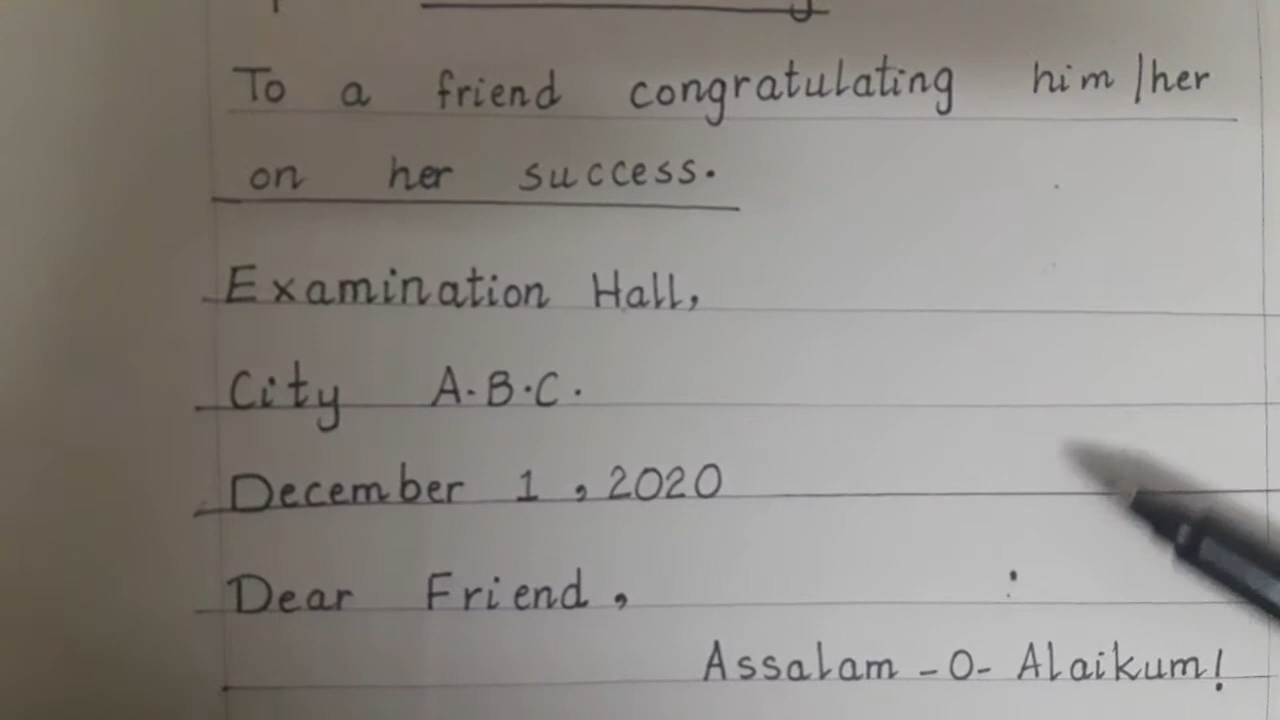 To a friend congratulating him/her
on her success.
Examination Hall,
City A.B.C.
December 1, 2020
Dear Friend,
Assalam-O-Alaikum!